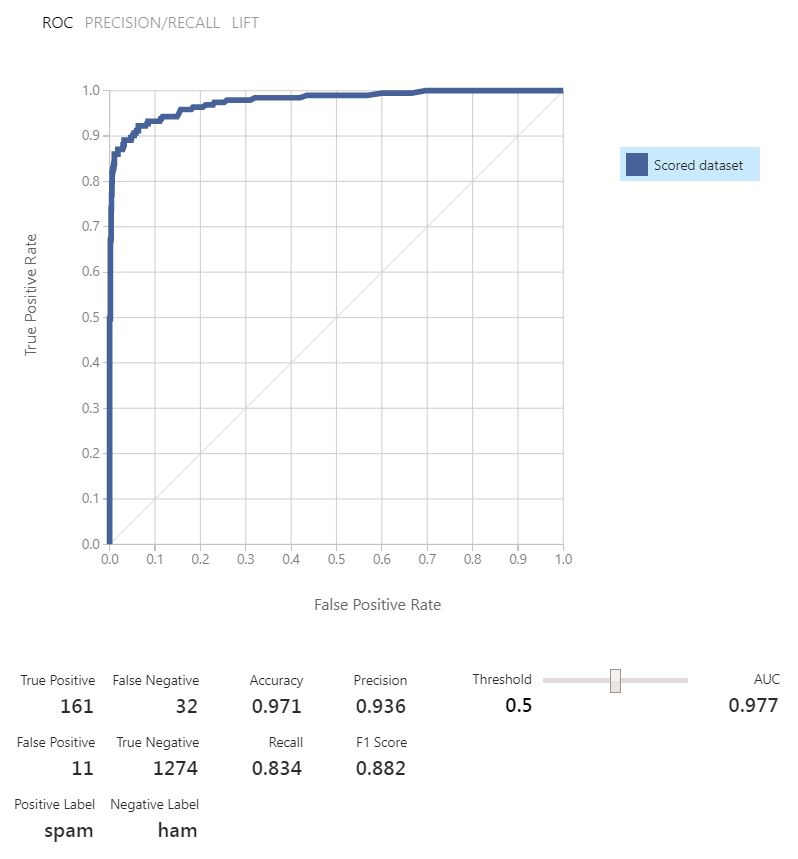 ROC PRECISION/RECALL LIFT
1.0
0.9
0.8
0.7
0.6
0.5
0.4
0.3
0.2
0.1
0.0
True Positive Rate
0.0 0.1 0.2 0.3 0.4 0.5 0.6 0.7 0.8 0.9 1.0
False Positive Rate
Scored dataset
True Positive False Negative Accuracy Precision Threshold AUC
161 32 0.971 0.936 0.5 0.977
False Positive True Negative Recall F1 Score
11 1274 0.834 0.882
Positive Label Negative Label
spam ham